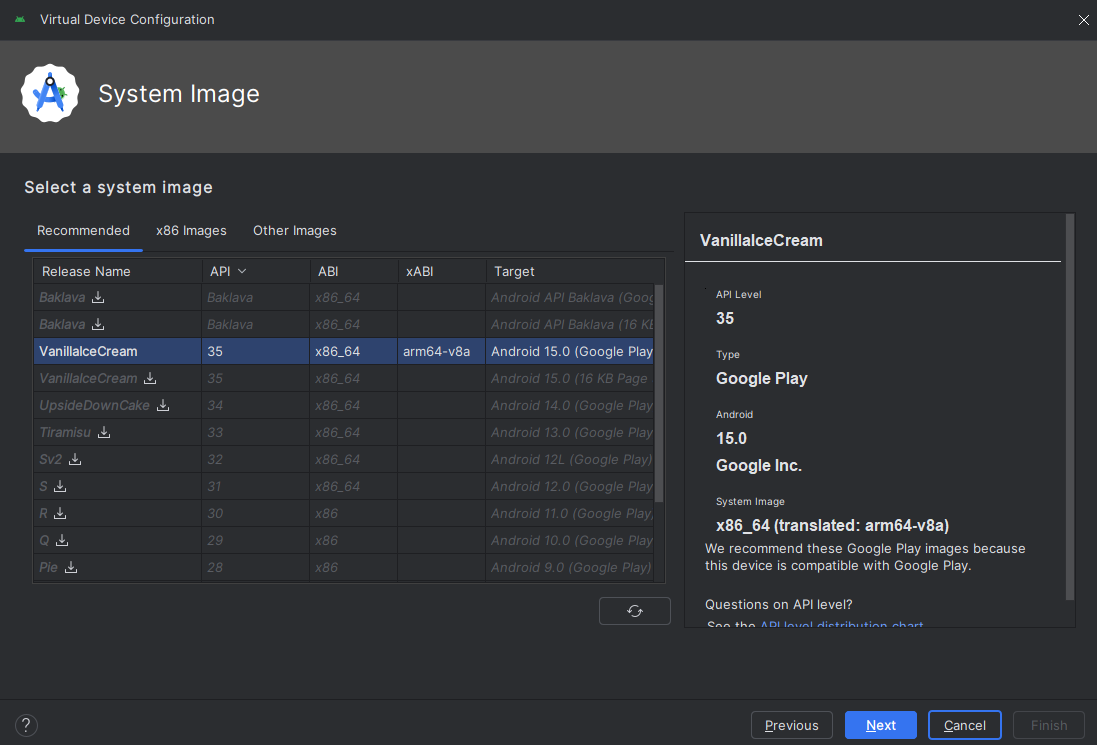 Virtual Device Configuration
System Image
Select a system image
Recommended x86 Images Other Images
Release Name API ABI xABI Target
Baklava Baklava x86_64 Android API Baklava (Goog
Baklava Baklava x86_64 Android API Baklava (16 KB
VanillaIceCream 35 x86_64 arm64-v8a Android 15.0 (Google Play
VanillaIceCream 35 x86_64 Android 15.0 (16 KB Page
UpsideDownCake 34 x86_64 Android 14.0 (Google Play
Tiramisu 33 x86_64 Android 13.0 (Google Play
Sv2 32 x86_64 Android 12L (Google Play)
S 31 x86_64 Android 12.0 (Google Play
R 30 x86 Android 11.0 (Google Play)
Q 29 x86 Android 10.0 (Google Play
Pie 28 x86 Android 9.0 (Google Play)
VanillaIceCream
API Level
35
Type
Google Play
Android
15.0
Google Inc.
System Image
x86_64 (translated: arm64-v8a)
We recommend these Google Play images because
this device is compatible with Google Play.
Questions on API level?
See the API level distribution chart
? Previous Next Cancel Finish